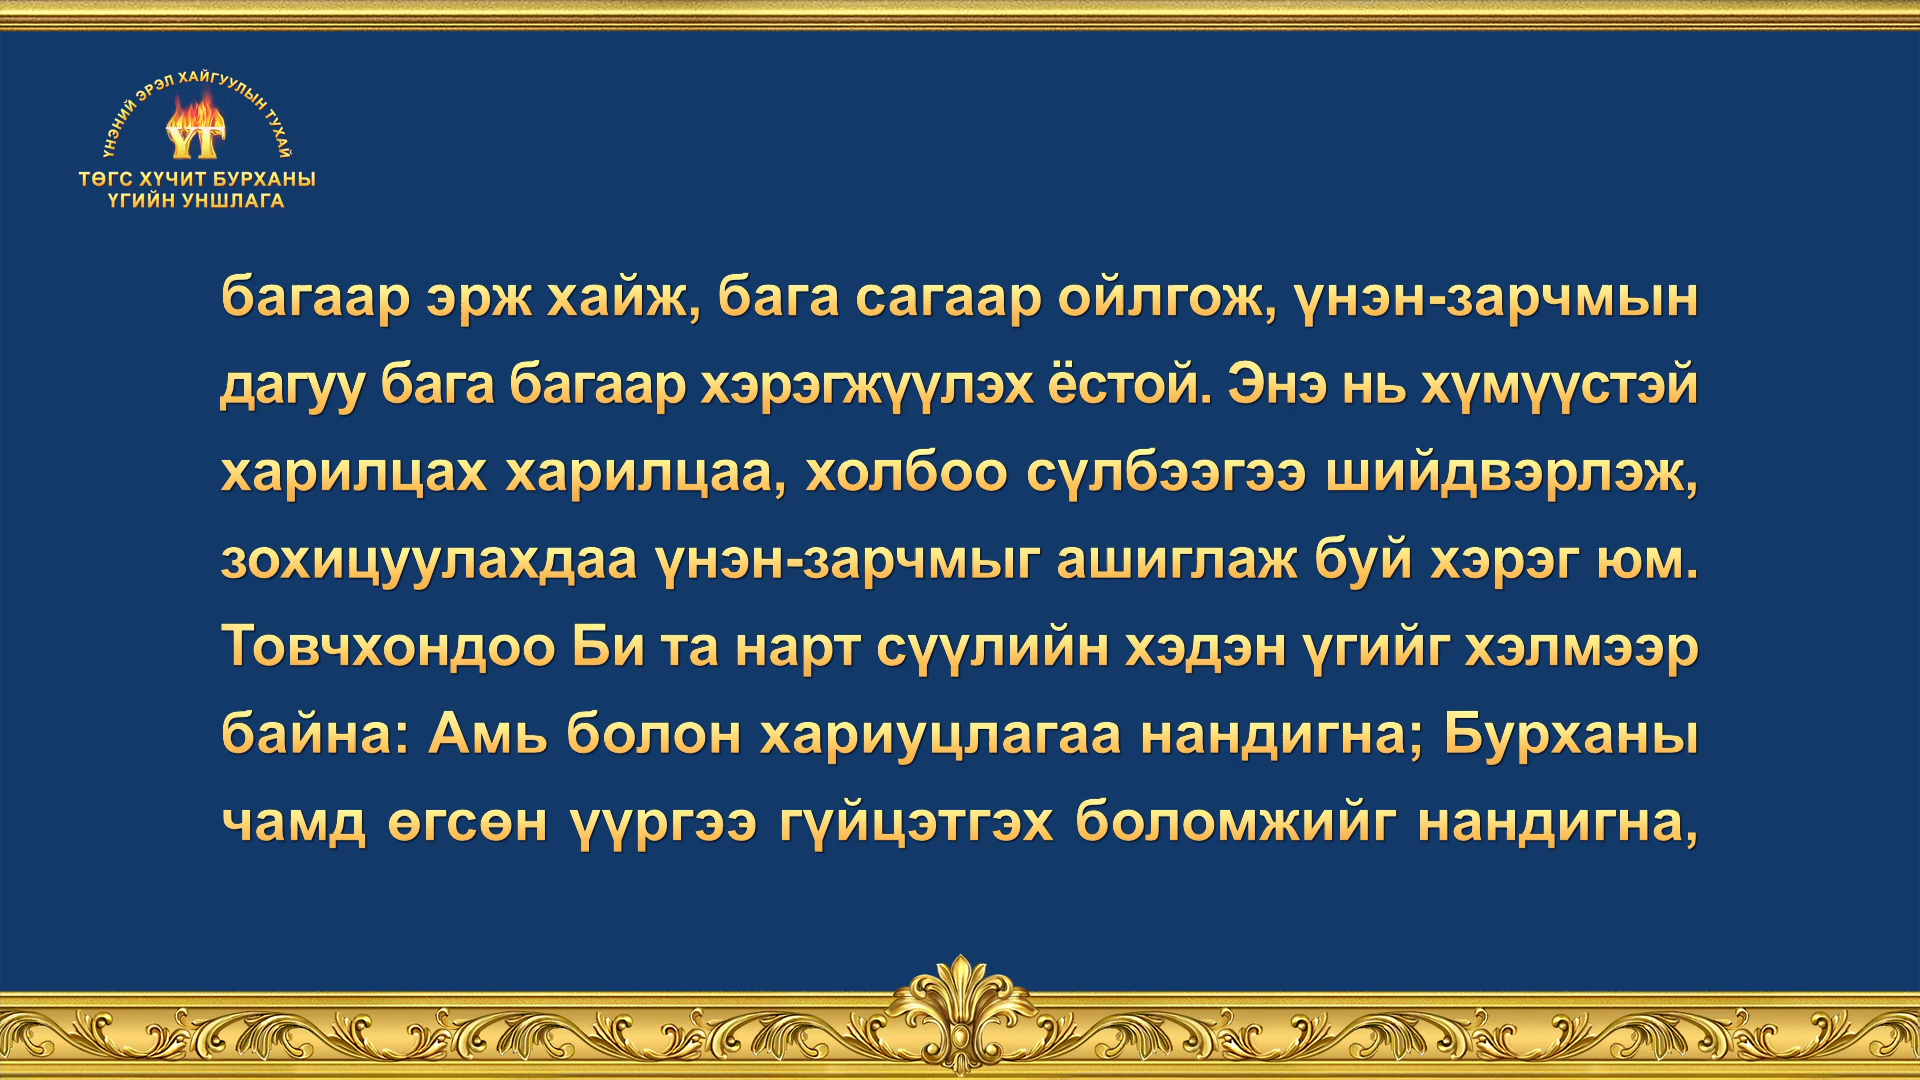 ҮНЭНИЙ ЭРЭЛ ХАЙГУУЛЫН ТУХАЙ
ҮГ
ТӨГС ХҮЧИТ БУРХАНЫ
ҮГИЙН УНШЛАГА
багаар эрж хайж, бага сагаар ойлгож, үнэн-зарчмын
дагуу бага багаар хэрэгжүүлэх ёстой. Энэ нь хүмүүстэй
харилцах харилцаа, холбоо сүлбээгээ шийдвэрлэж,
зохицуулахдаа үнэн-зарчмыг ашиглаж буй хэрэг юм.
Товчхондоо Би та нарт сүүлийн хэдэн үгийг хэлмээр
байна: Амь болон хариуцлагаа нандигна; Бурханы
чамд өгсөн үүргээ гүйцэтгэх боломжийг нандигна,